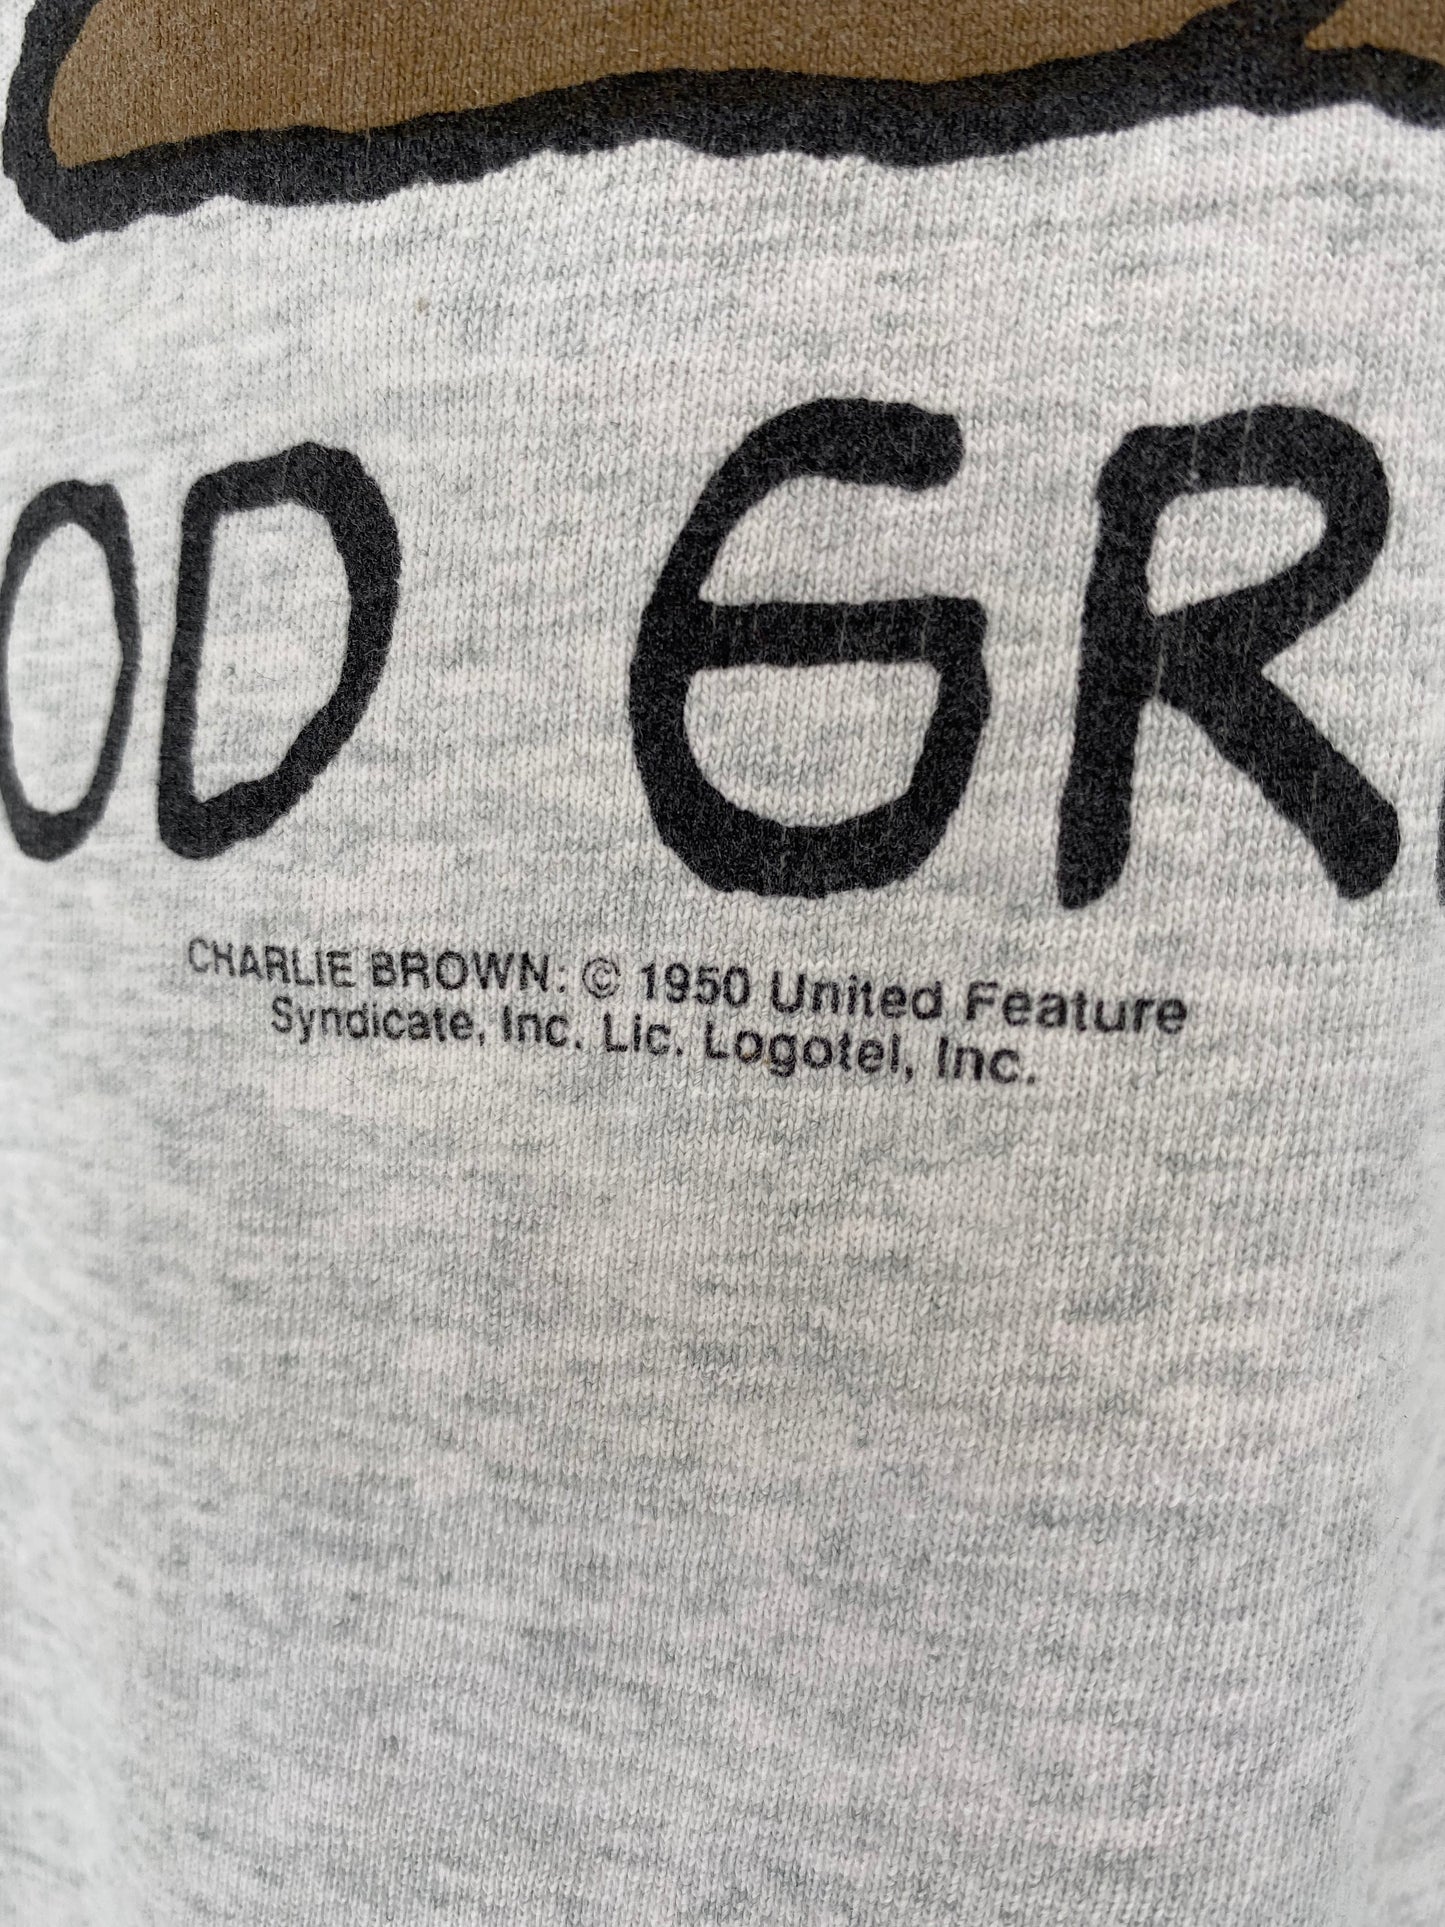 OD GR
CHARLIE BROWN: © 1950 United Feature
Syndicate, Inc. Lic. Logotel, Inc.